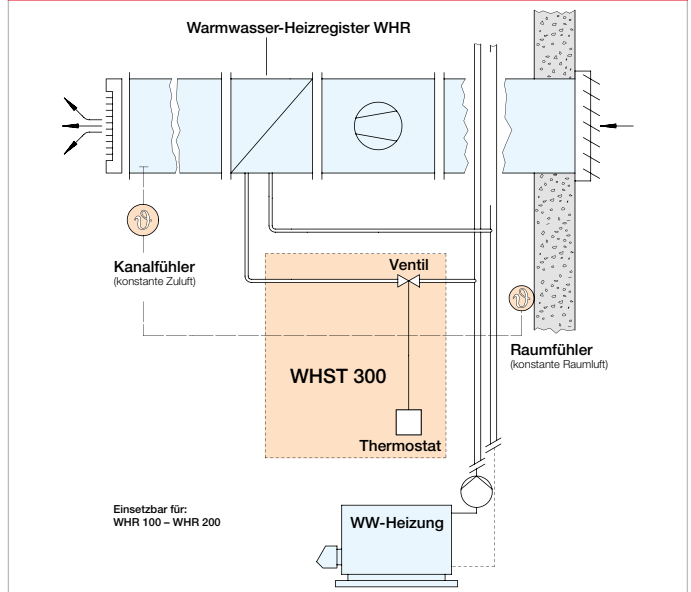 Warmwasser-Heizregister WHR
Kanalfühler
(konstante Zuluft)
Ventil
Raumfühler
(konstante Raumluft)
WHST 300
Thermostat
Einsetzbar für:
WHR 100 – WHR 200
WW-Heizung